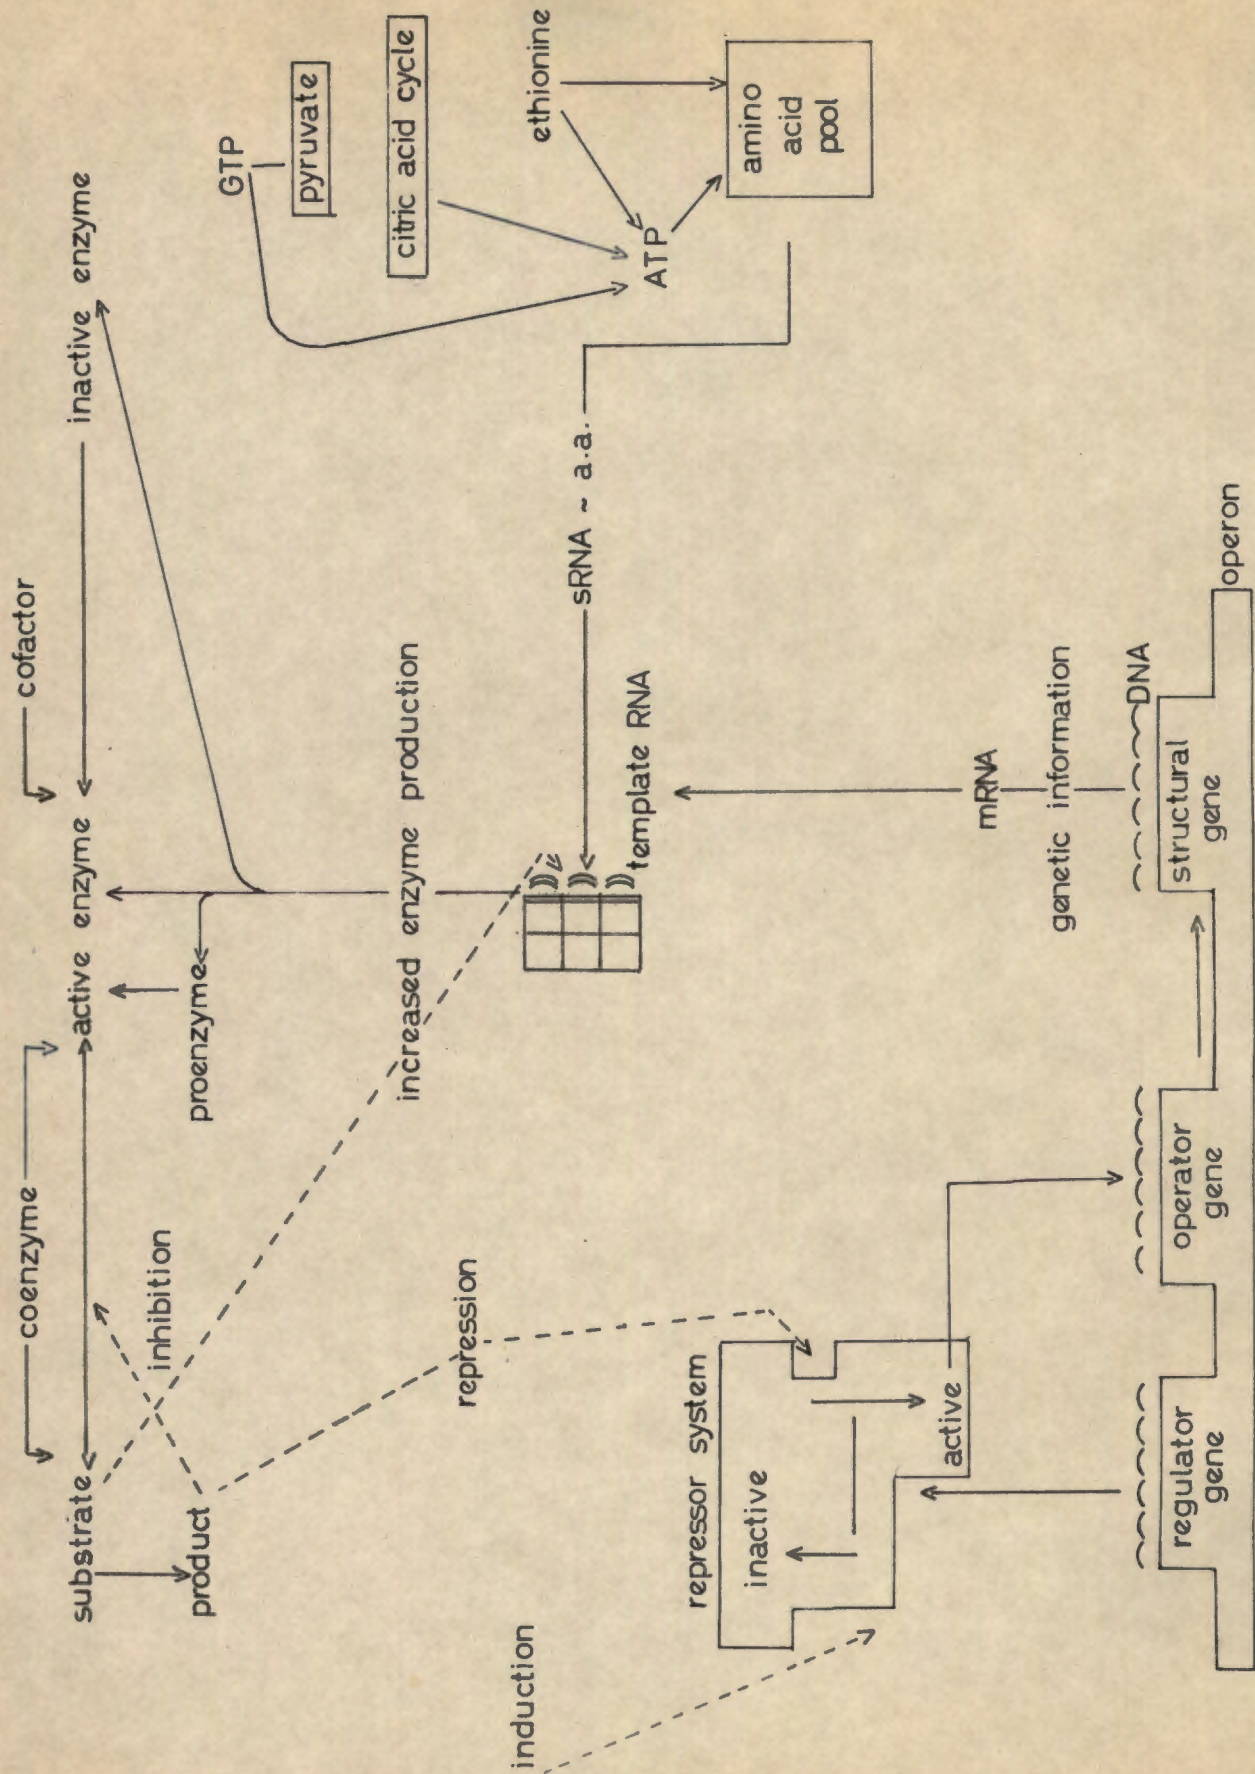 cofactor
coenzyme
substrate
active enzyme
inactive enzyme
inhibition
product
proenzyme
GTP
pyruvate
increased enzyme production
citric acid cycle
repression
induction
ethionine
sRNA ~ a.a.
ATP
template RNA
amino
acid
pool
repressor system
inactive
active
mRNA
genetic information
DNA
regulator
gene
operator
gene
structural
gene
operon